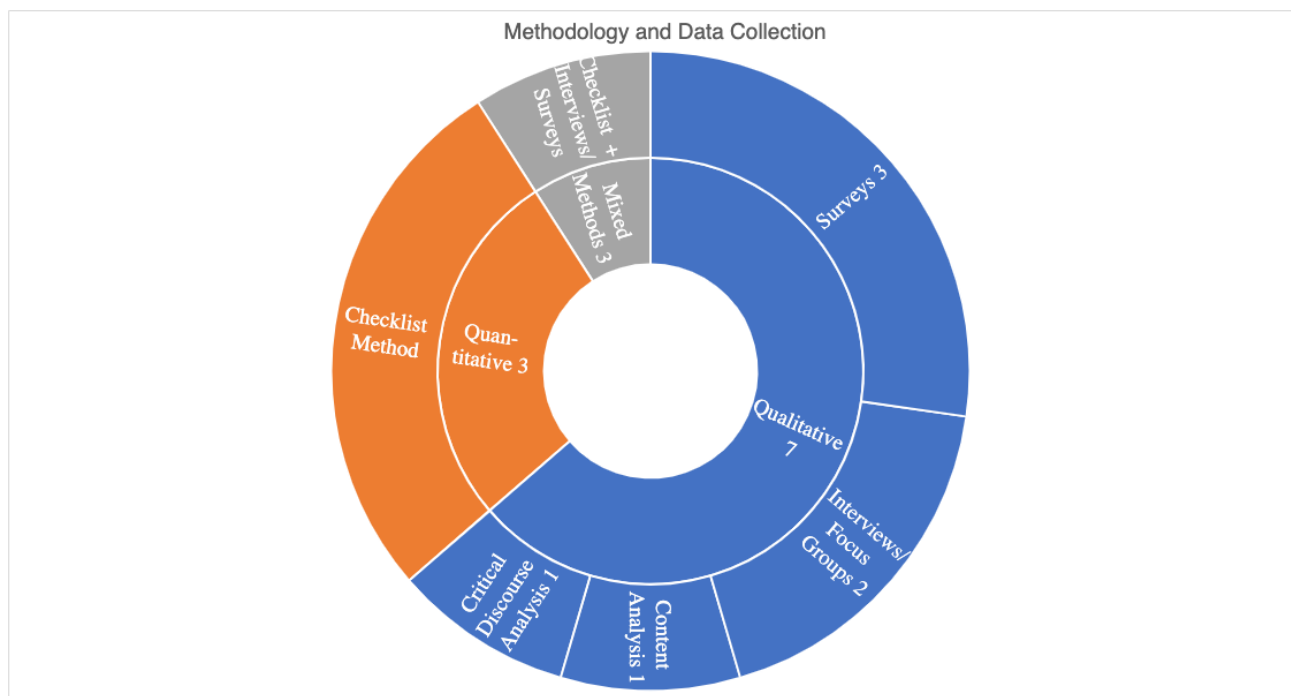 Methodology and Data Collection
Checklist +
Interviews/
Surveys
Mixed
Methods 3
Surveys 3
Checklist
Method
Quan-
titative 3
Qualitative
7
Interviews/
Focus
Groups 2
Critical
Discourse
Analysis 1
Content
Analysis 1